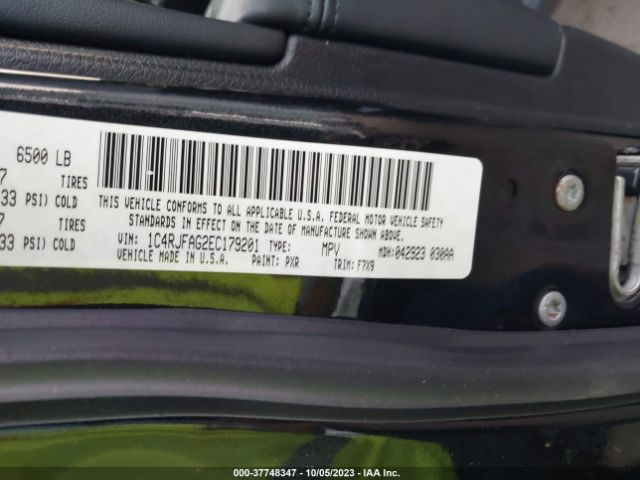 6500 LB
7 TIRES
33 PSI) COLD
7 TIRES
33 PSI) COLD
THIS VEHICLE CONFORMS TO ALL APPLICABLE U.S.A. FEDERAL MOTOR VEHICLE SAFETY
STANDARDS IN EFFECT ON THE DATE OF MANUFACTURE SHOWN ABOVE.
VIN: 1C4RJFAG2EC179201 TYPE: MPV MDH:042923 030AA
VEHICLE MADE IN U.S.A. PAINT: PXR TRIM: F7X9
000-37748347 | 10/05/2023 | IAA